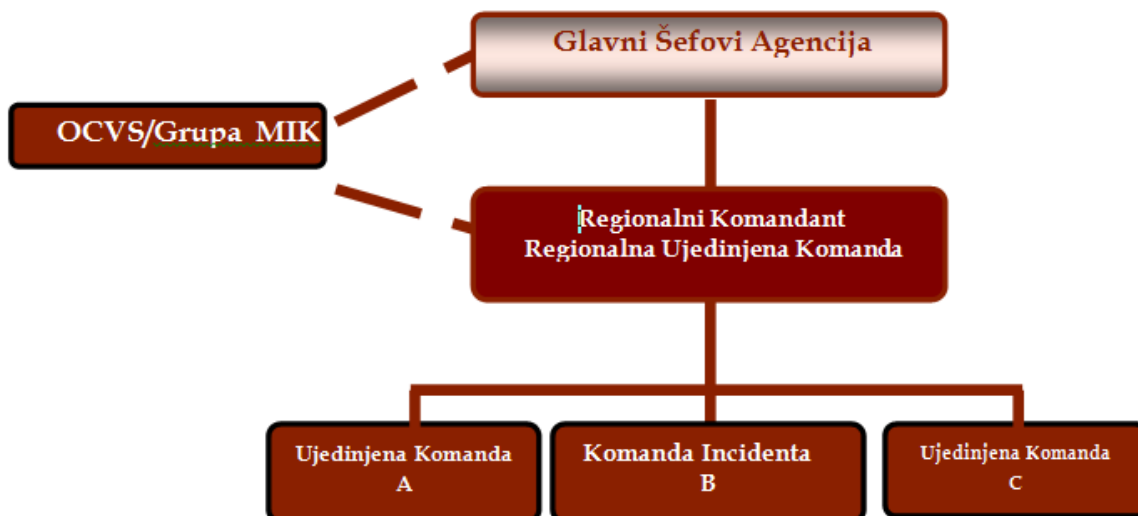 Glavni Šefovi Agencija
OCVS/Grupa MIK
Regionalni Komandant
Regionalna Ujedinjena Komanda
Ujedinjena Komanda
A
Komanda Incidenta
B
Ujedinjena Komanda
C